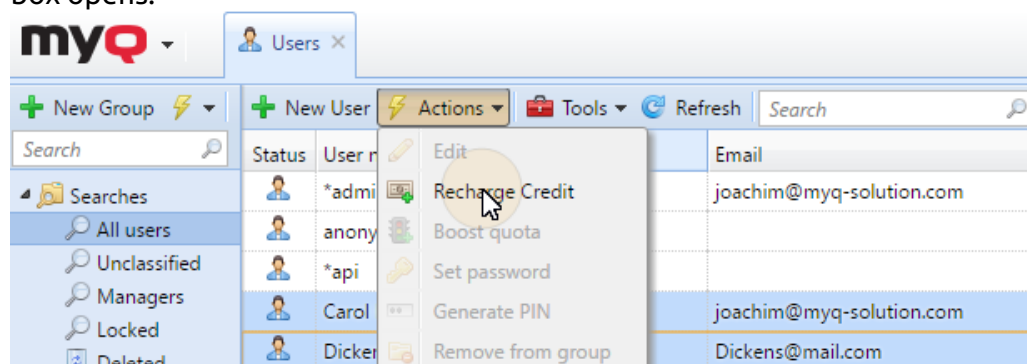 box opens.
myQ
Users
New Group
New User Actions Tools Refresh Search
Search
Status User n Email
Edit
Searches *admi Recharge Credit joachim@myq-solution.com
All users anony Boost quota
Unclassified *api Set password
Managers Carol Generate PIN joachim@myq-solution.com
Locked
Deleted Dicken Remove from group Dickens@mail.com